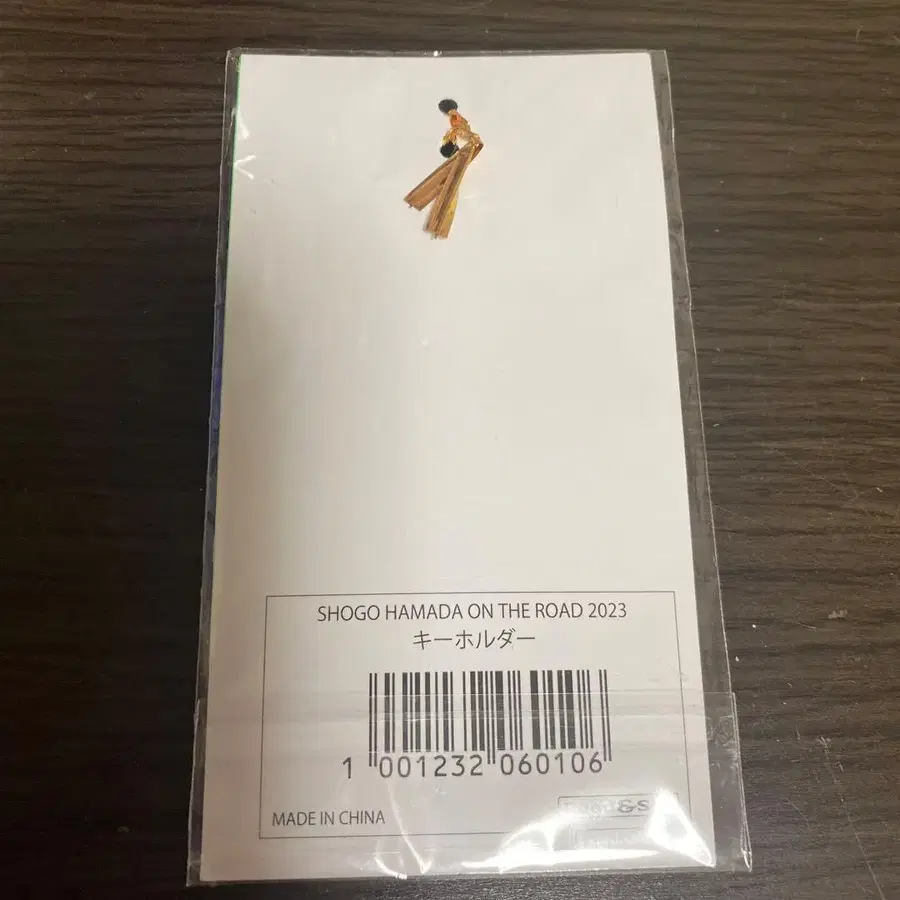 SHOGO HAMADA ON THE ROAD 2023
キーホルダー
1 001232 060106
MADE IN CHINA